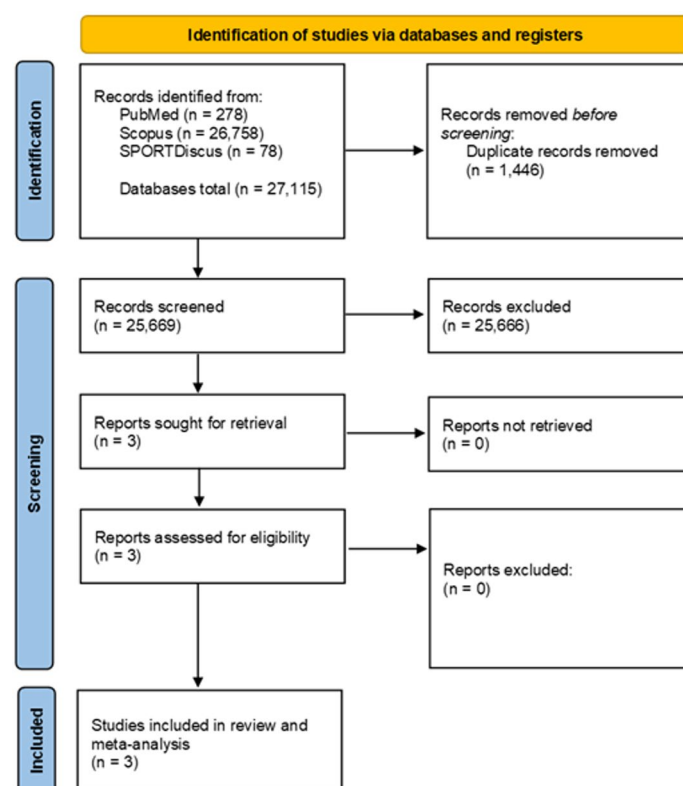 Identification of studies via databases and registers
Identification
Records identified from:
PubMed (n = 278)
Scopus (n = 26,758)
SPORTDiscus (n = 78)
Databases total (n = 27,115)
Records removed before
screening:
Duplicate records removed
(n = 1,446)
Screening
Records screened
(n = 25,669)
Records excluded
(n = 25,666)
Reports sought for retrieval
(n = 3)
Reports not retrieved
(n = 0)
Reports assessed for eligibility
(n = 3)
Reports excluded:
(n = 0)
Included
Studies included in review and
meta-analysis
(n = 3)